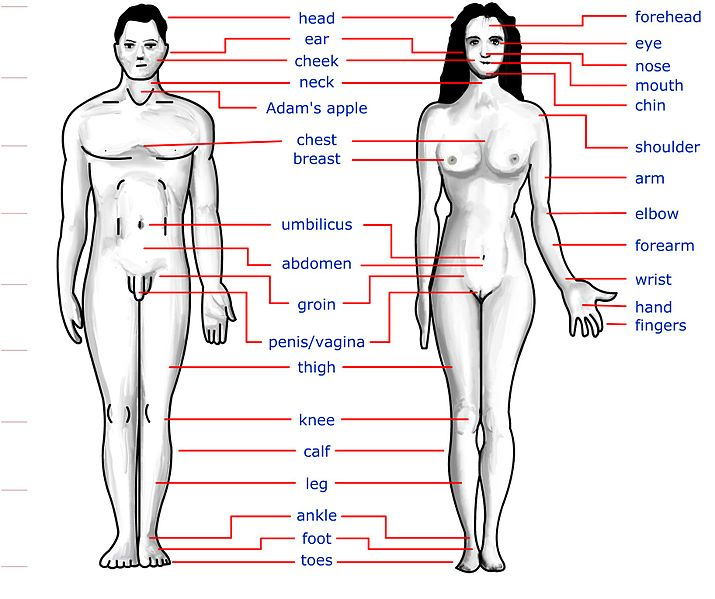 head
ear
cheek
neck
Adam's apple
chest
breast
umbilicus
abdomen
groin
penis/vagina
thigh
knee
calf
leg
ankle
foot
toes
forehead
eye
nose
mouth
chin
shoulder
arm
elbow
forearm
wrist
hand
fingers